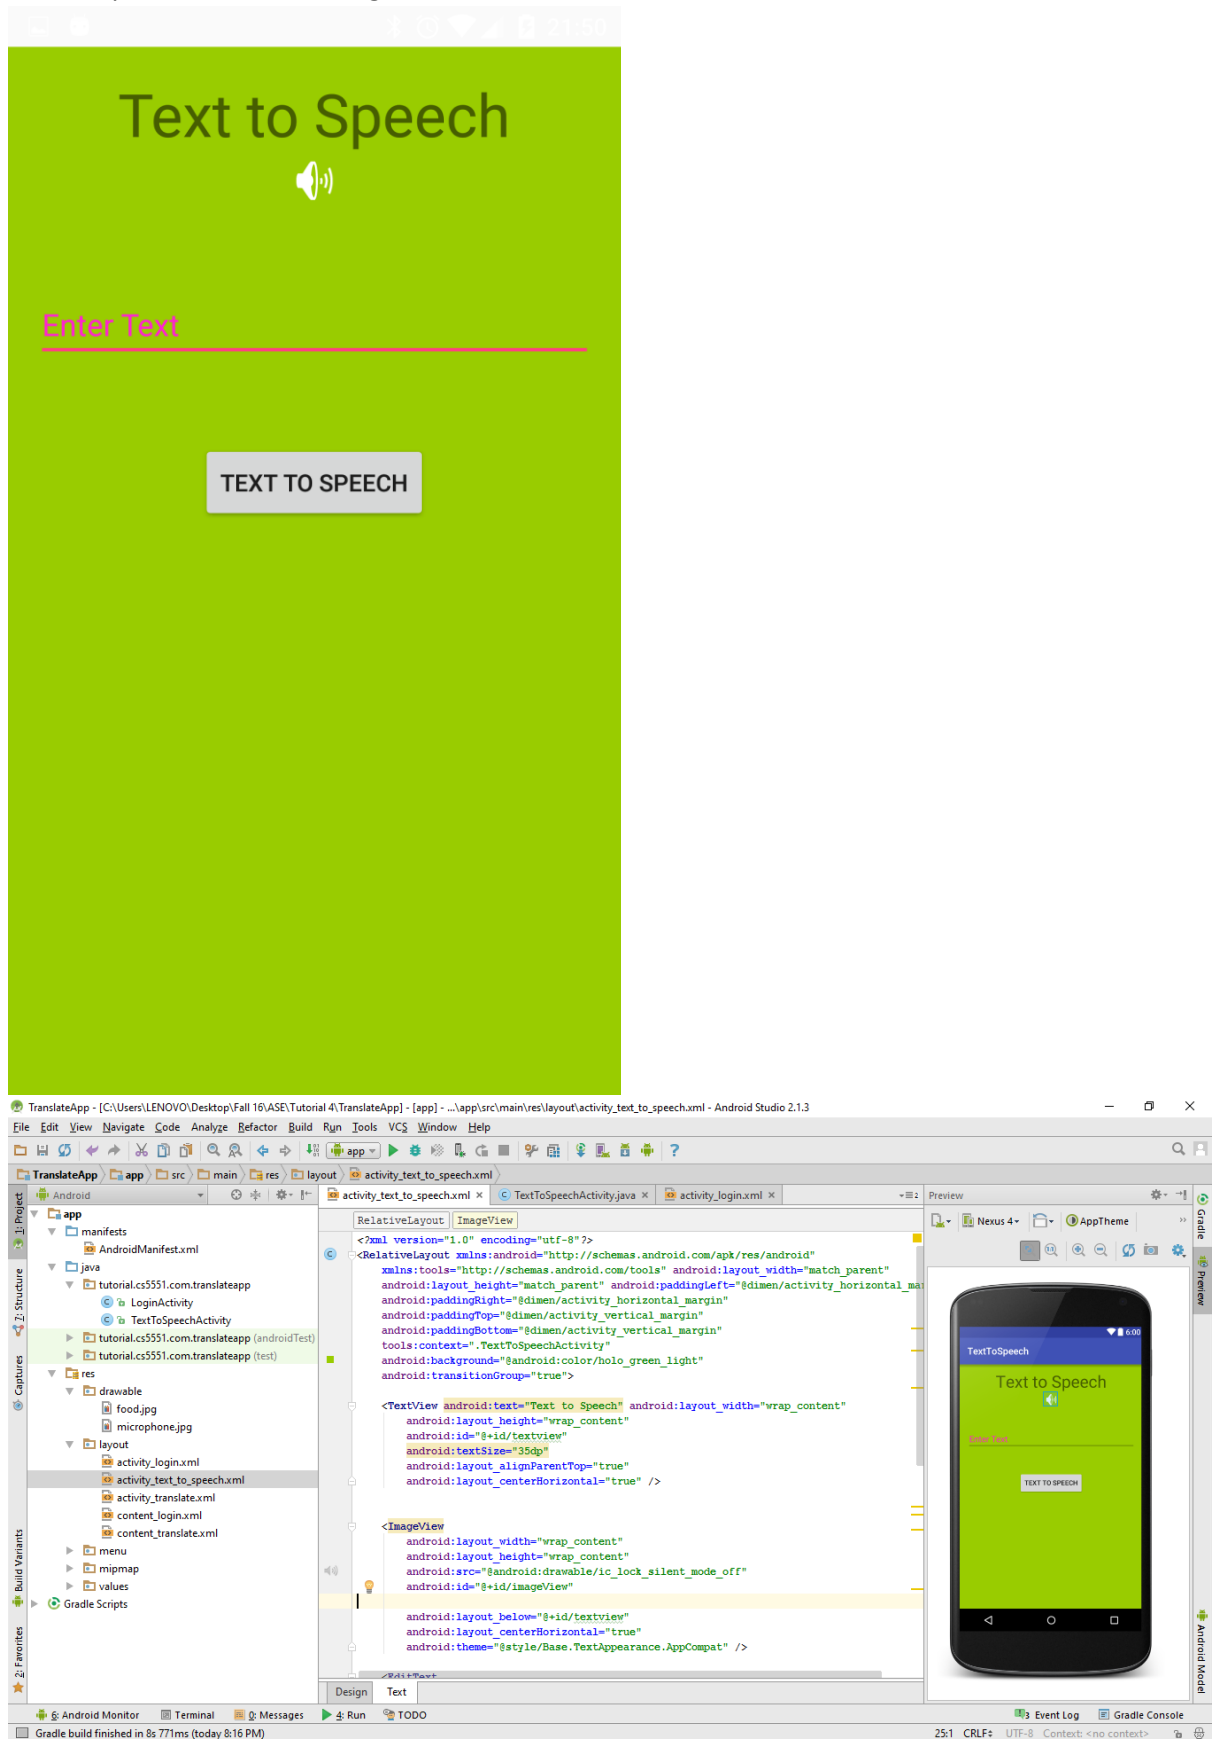 21:50
Text to Speech
Enter Text
TEXT TO SPEECH
TranslateApp - [C:\Users\LENOVO\Desktop\Fall 16\ASE\Tutorial 4\TranslateApp] - [app] - ...\app\src\main\res\layout\activity_text_to_speech.xml - Android Studio 2.1.3
File Edit View Navigate Code Analyze Refactor Build Run Tools VCS Window Help
app
TranslateApp app src main res layout activity_text_to_speech.xml
1: Project
7: Structure
Captures
Build Variants
2: Favorites
Android
app
manifests
AndroidManifest.xml
java
tutorial.cs5551.com.translateapp
LoginActivity
TextToSpeechActivity
tutorial.cs5551.com.translateapp (androidTest)
tutorial.cs5551.com.translateapp (test)
res
drawable
food.jpg
microphone.jpg
layout
activity_login.xml
activity_text_to_speech.xml
activity_translate.xml
content_login.xml
content_translate.xml
menu
mipmap
values
Gradle Scripts
activity_text_to_speech.xml × TextToSpeechActivity.java × activity_login.xml ×
RelativeLayout ImageView
<?xml version="1.0" encoding="utf-8"?>
<RelativeLayout xmlns:android="http://schemas.android.com/apk/res/android"
xmlns:tools="http://schemas.android.com/tools" android:layout_width="match_parent"
android:layout_height="match_parent" android:paddingLeft="@dimen/activity_horizontal_ma
android:paddingRight="@dimen/activity_horizontal_margin"
android:paddingTop="@dimen/activity_vertical_margin"
android:paddingBottom="@dimen/activity_vertical_margin"
tools:context=".TextToSpeechActivity"
android:background="@android:color/holo_green_light"
android:transitionGroup="true">
<TextView android:text="Text to Speech" android:layout_width="wrap_content"
android:layout_height="wrap_content"
android:id="@+id/textview"
android:textSize="35dp"
android:layout_alignParentTop="true"
android:layout_centerHorizontal="true" />
<ImageView
android:layout_width="wrap_content"
android:layout_height="wrap_content"
android:src="@android:drawable/ic_lock_silent_mode_off"
android:id="@+id/imageView"
android:layout_below="@+id/textview"
android:layout_centerHorizontal="true"
android:theme="@style/Base.TextAppearance.AppCompat" />
<EditText
Design Text
Preview
Nexus 4 AppTheme
6:00
TextToSpeech
Text to Speech
Enter Text
TEXT TO SPEECH
Gradle
Preview
Android Model
6: Android Monitor Terminal 0: Messages 4: Run TODO
3 Event Log Gradle Console
Gradle build finished in 8s 771ms (today 8:16 PM)
25:1 CRLF UTF-8 Context: <no context>